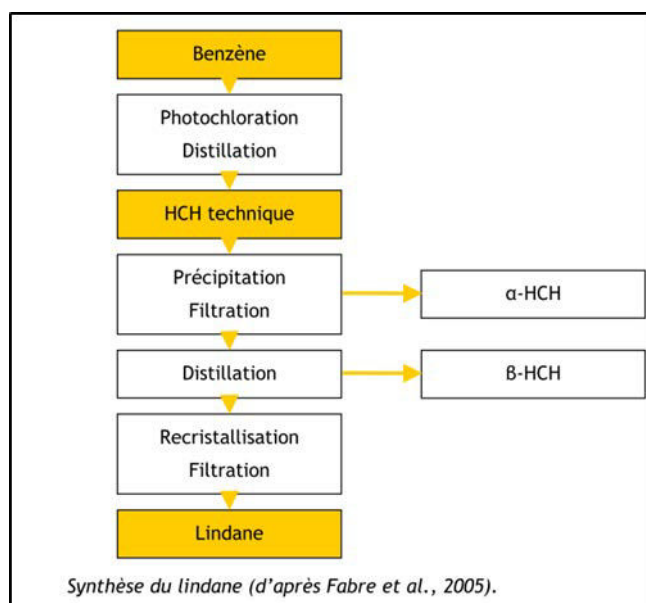 Benzène
Photochloration
Distillation
HCH technique
Précipitation
Filtration
α-HCH
Distillation
ß-HCH
Recristallisation
Filtration
Lindane
Synthèse du lindane (d'après Fabre et al., 2005).